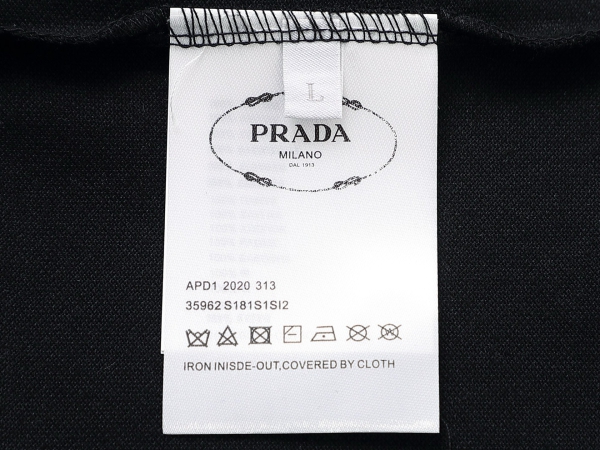 L
PRADA
MILANO
DAL 1913
APD1 2020 313
35962 S181S1SI2
IRON INISDE-OUT,COVERED BY CLOTH